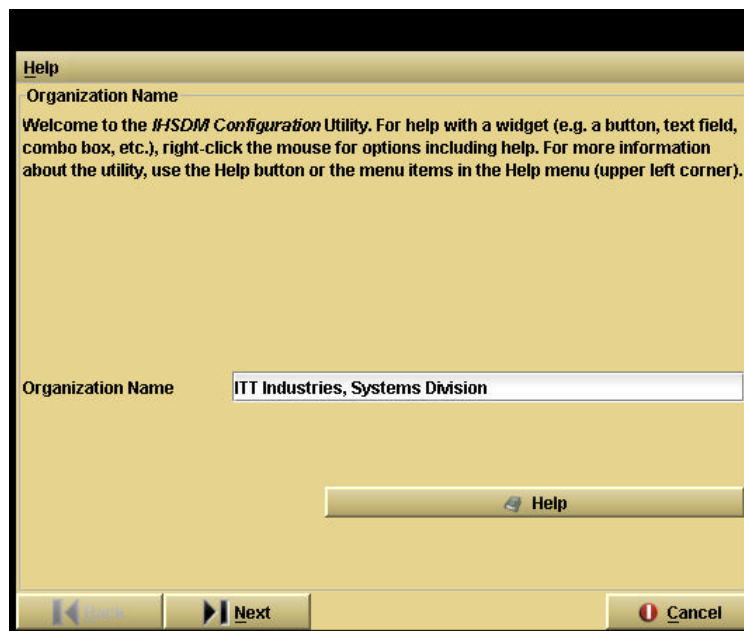 Help
Organization Name
Welcome to the IHSDM Configuration Utility. For help with a widget (e.g. a button, text field,
combo box, etc.), right-click the mouse for options including help. For more information
about the utility, use the Help button or the menu items in the Help menu (upper left corner).
Organization Name ITT Industries, Systems Division
Help
Back Next Cancel